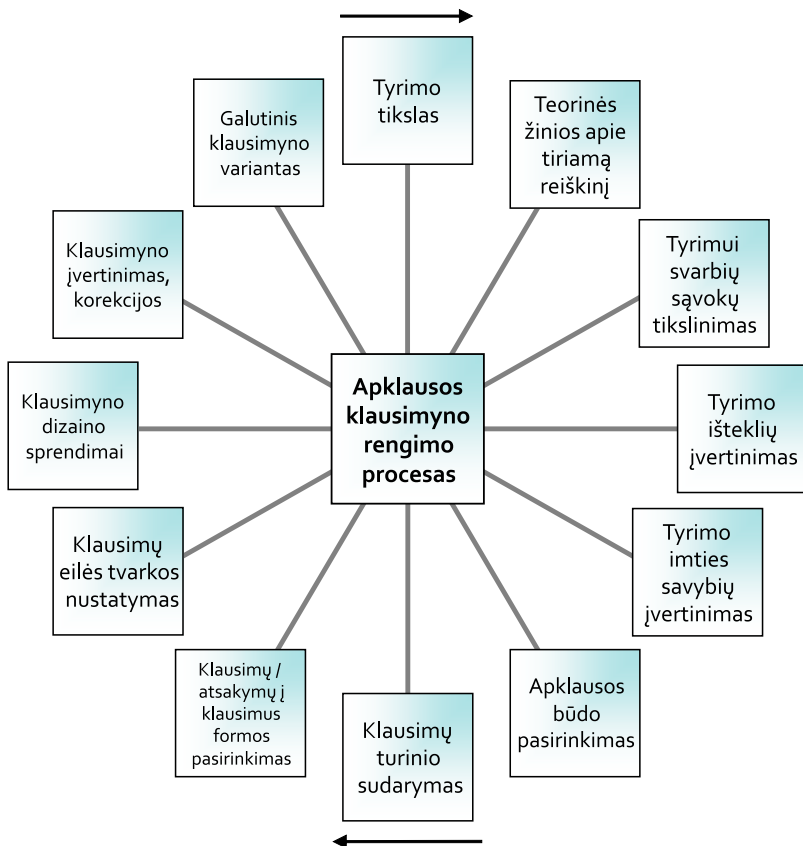 Tyrimo
tikslas
Teorinės
žinios apie
tiriamą
reiškinį
Tyrimui
svarbių
sąvokų
tikslinimas
Tyrimo
išteklių
įvertinimas
Tyrimo
imties
savybių
įvertinimas
Apklausos
būdo
pasirinkimas
Klausimų
turinio
sudarymas
Klausimų /
atsakymų į
klausimus
formos
pasirinkimas
Klausimų
eilės tvarkos
nustatymas
Klausimyno
dizaino
sprendimai
Klausimyno
įvertinimas,
korekcijos
Galutinis
klausimyno
variantas
Apklausos
klausimyno
rengimo
procesas